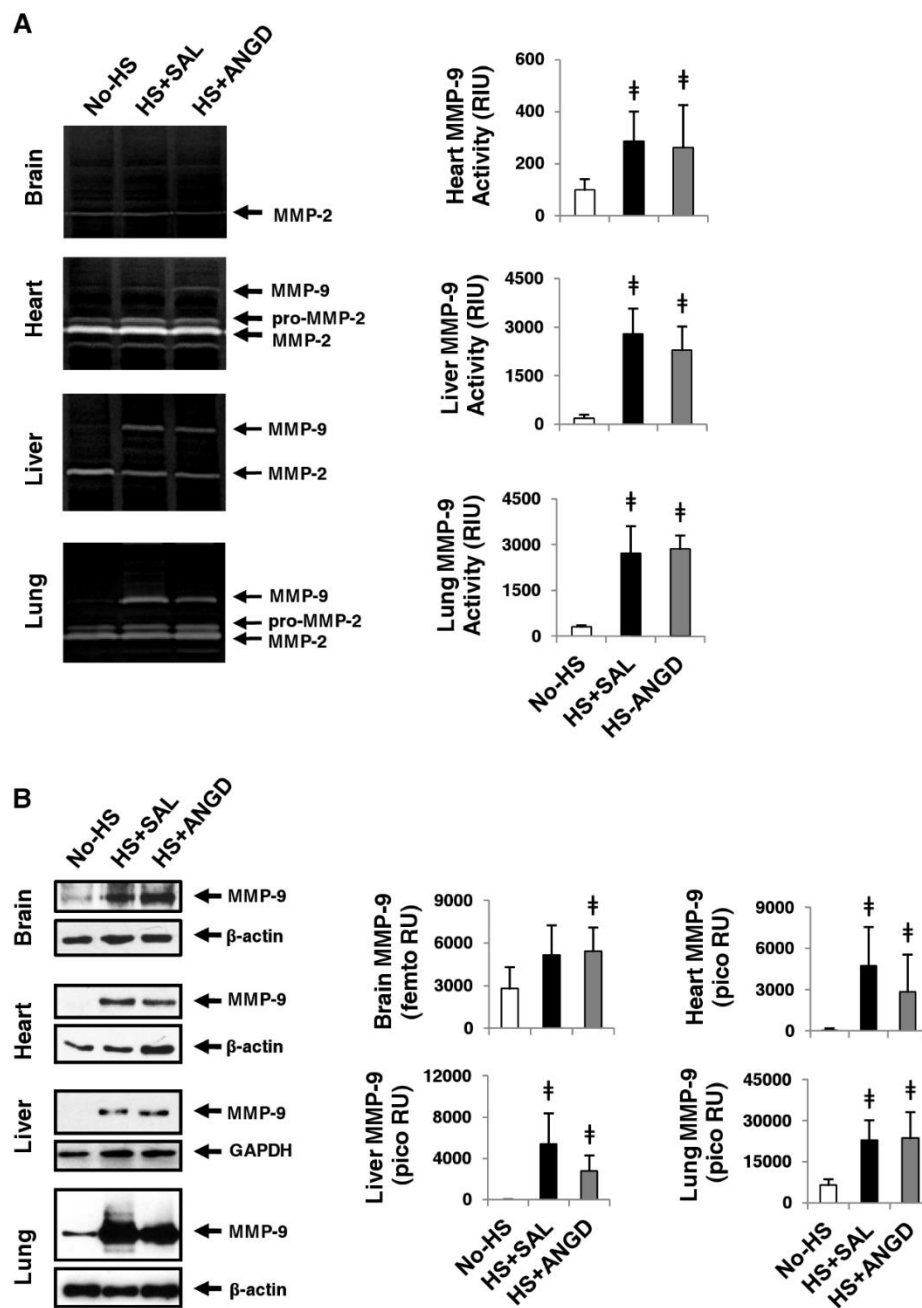 A
No-HS
HS+SAL
HS+ANGD
Brain
MMP-2
Heart
MMP-9
pro-MMP-2
MMP-2
Liver
MMP-9
MMP-2
Lung
MMP-9
pro-MMP-2
MMP-2
Heart MMP-9
Activity (RIU)
600
400
200
0
ǂ
ǂ
Liver MMP-9
Activity (RIU)
4500
3000
1500
0
ǂ
ǂ
Lung MMP-9
Activity (RIU)
4500
3000
1500
0
ǂ
ǂ
No-HS
HS+SAL
HS-ANGD
B
No-HS
HS+SAL
HS+ANGD
Brain
MMP-9
β-actin
Heart
MMP-9
β-actin
Liver
MMP-9
GAPDH
Lung
MMP-9
β-actin
Brain MMP-9
(femto RU)
9000
6000
3000
0
ǂ
Heart MMP-9
(pico RU)
9000
6000
3000
0
ǂ
ǂ
Liver MMP-9
(pico RU)
12000
8000
4000
0
ǂ
ǂ
No-HS
HS+SAL
HS+ANGD
Lung MMP-9
(pico RU)
45000
30000
15000
0
ǂ
ǂ
No-HS
HS+SAL
HS+ANGD